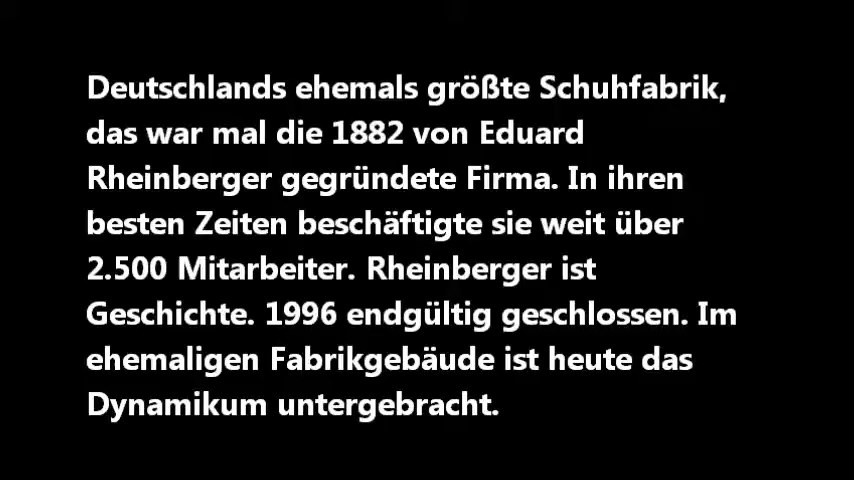 Deutschlands ehemals größte Schuhfabrik,
das war mal die 1882 von Eduard
Rheinberger gegründete Firma. In ihren
besten Zeiten beschäftigte sie weit über
2.500 Mitarbeiter. Rheinberger ist
Geschichte. 1996 endgültig geschlossen. Im
ehemaligen Fabrikgebäude ist heute das
Dynamikum untergebracht.